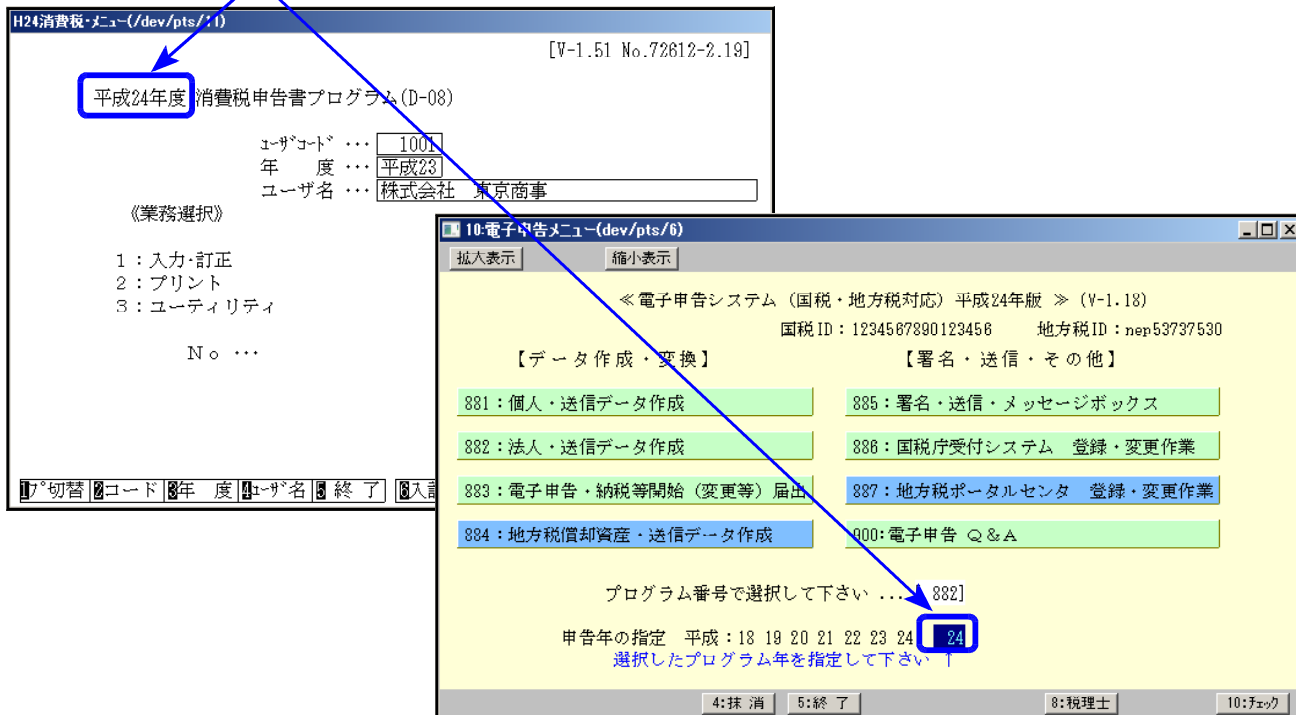 H24消費税・メニュー(/dev/pts/11)
[V-1.51 No.72612-2.19]
平成24年度 消費税申告書プログラム(D-08)
ﾕｰｻﾞｺｰﾄﾞ ・・・ 1001
年　度 ・・・ 平成23
ユーザ名 ・・・ 株式会社　東京商事
《業務選択》
1：入力・訂正
2：プリント
3：ユーティリティ
No ・・・
1ﾌﾟ切替 2コード 3年　度 4ﾕｰｻﾞ名 5終 了
10:電子申告メニュー(dev/pts/6)
拡大表示 縮小表示
≪電子申告システム（国税・地方税対応）平成24年版 ≫ (V-1.18)
国税ID：1234567890123456 地方税ID：nep53737530
【データ作成・変換】 【署名・送信・その他】
881：個人・送信データ作成 885：署名・送信・メッセージボックス
882：法人・送信データ作成 886：国税庁受付システム　登録・変更作業
883：電子申告・納税等開始（変更等）届出 887：地方税ポータルセンタ　登録・変更作業
884：地方税償却資産・送信データ作成 900:電子申告 Ｑ＆Ａ
プログラム番号で選択して下さい ... 882]
申告年の指定　平成：18 19 20 21 22 23 24 24
選択したプログラム年を指定して下さい ↑
4:抹 消 5:終 了 8:税理士 10:ﾁｪｯｸ